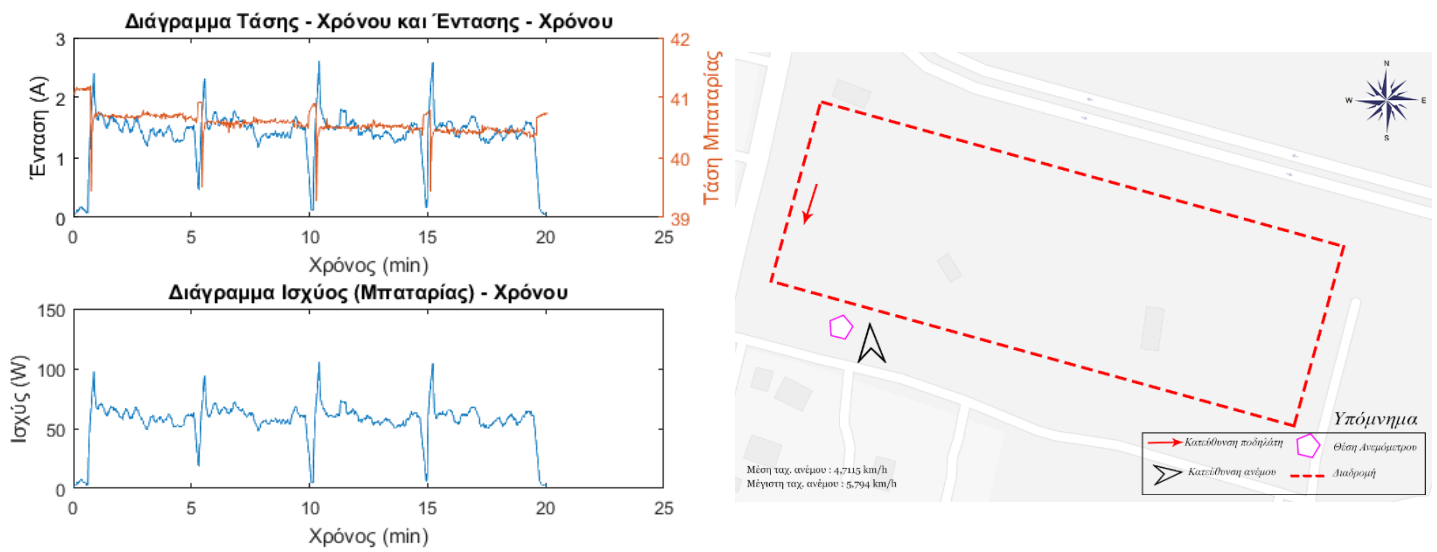 Διάγραμμα Τάσης - Χρόνου και Έντασης - Χρόνου
3
2
1
0
Ένταση (A)
42
41
40
39
Τάση Μπαταρίας
0
5
10
15
20
25
Χρόνος (min)
Διάγραμμα Ισχύος (Μπαταρίας) - Χρόνου
150
100
50
0
Ισχύς (W)
0
5
10
15
20
25
Χρόνος (min)
N
W
E
S
Μέση ταχ. ανέμου : 4,7115 km/h
Μέγιστη ταχ. ανέμου : 5,794 km/h
Υπόμνημα
Κατεύθυνση ποδηλάτη
Θέση Ανεμόμετρου
Κατεύθυνση ανέμου
Διαδρομή